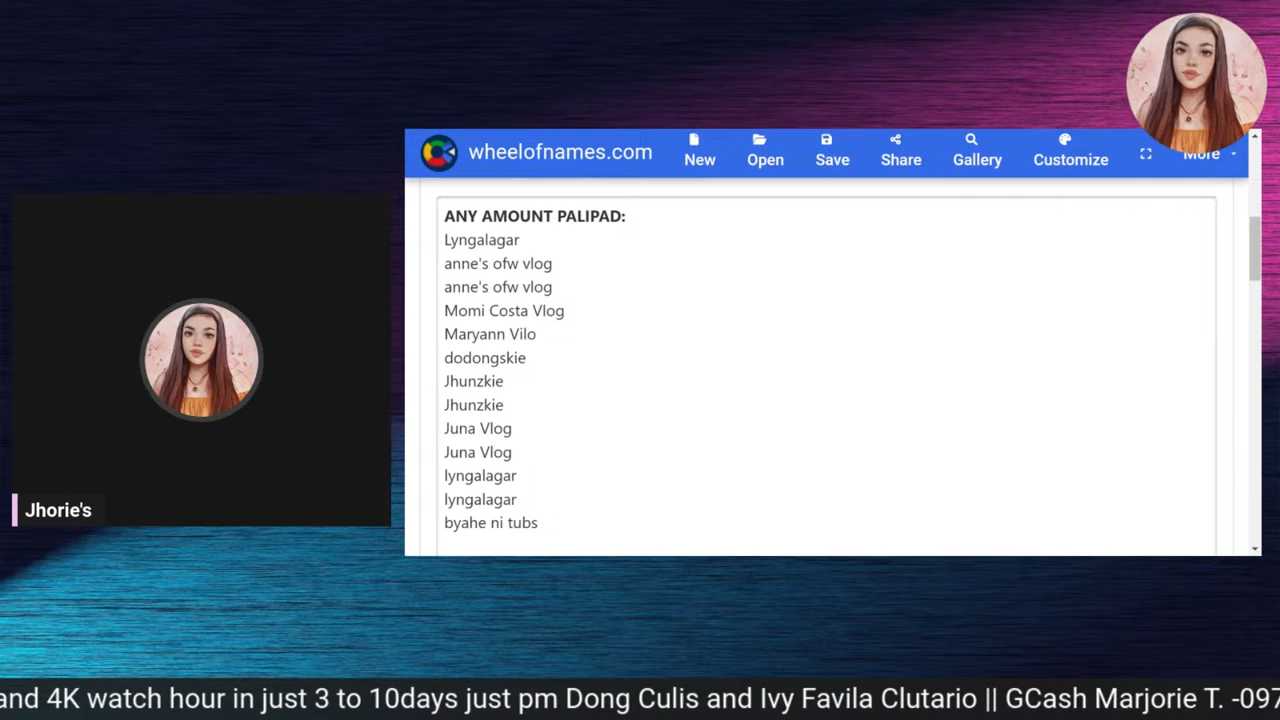 wheelofnames.com
New
Open
Save
Share
Gallery
Customize
More
ANY AMOUNT PALIPAD:
Lyngalagar
anne's ofw vlog
anne's ofw vlog
Momi Costa Vlog
Maryann Vilo
dodongskie
Jhunzkie
Jhunzkie
Juna Vlog
Juna Vlog
lyngalagar
lyngalagar
byahe ni tubs
Jhorie's
and 4K watch hour in just 3 to 10days just pm Dong Culis and Ivy Favila Clutario || GCash Marjorie T. -097